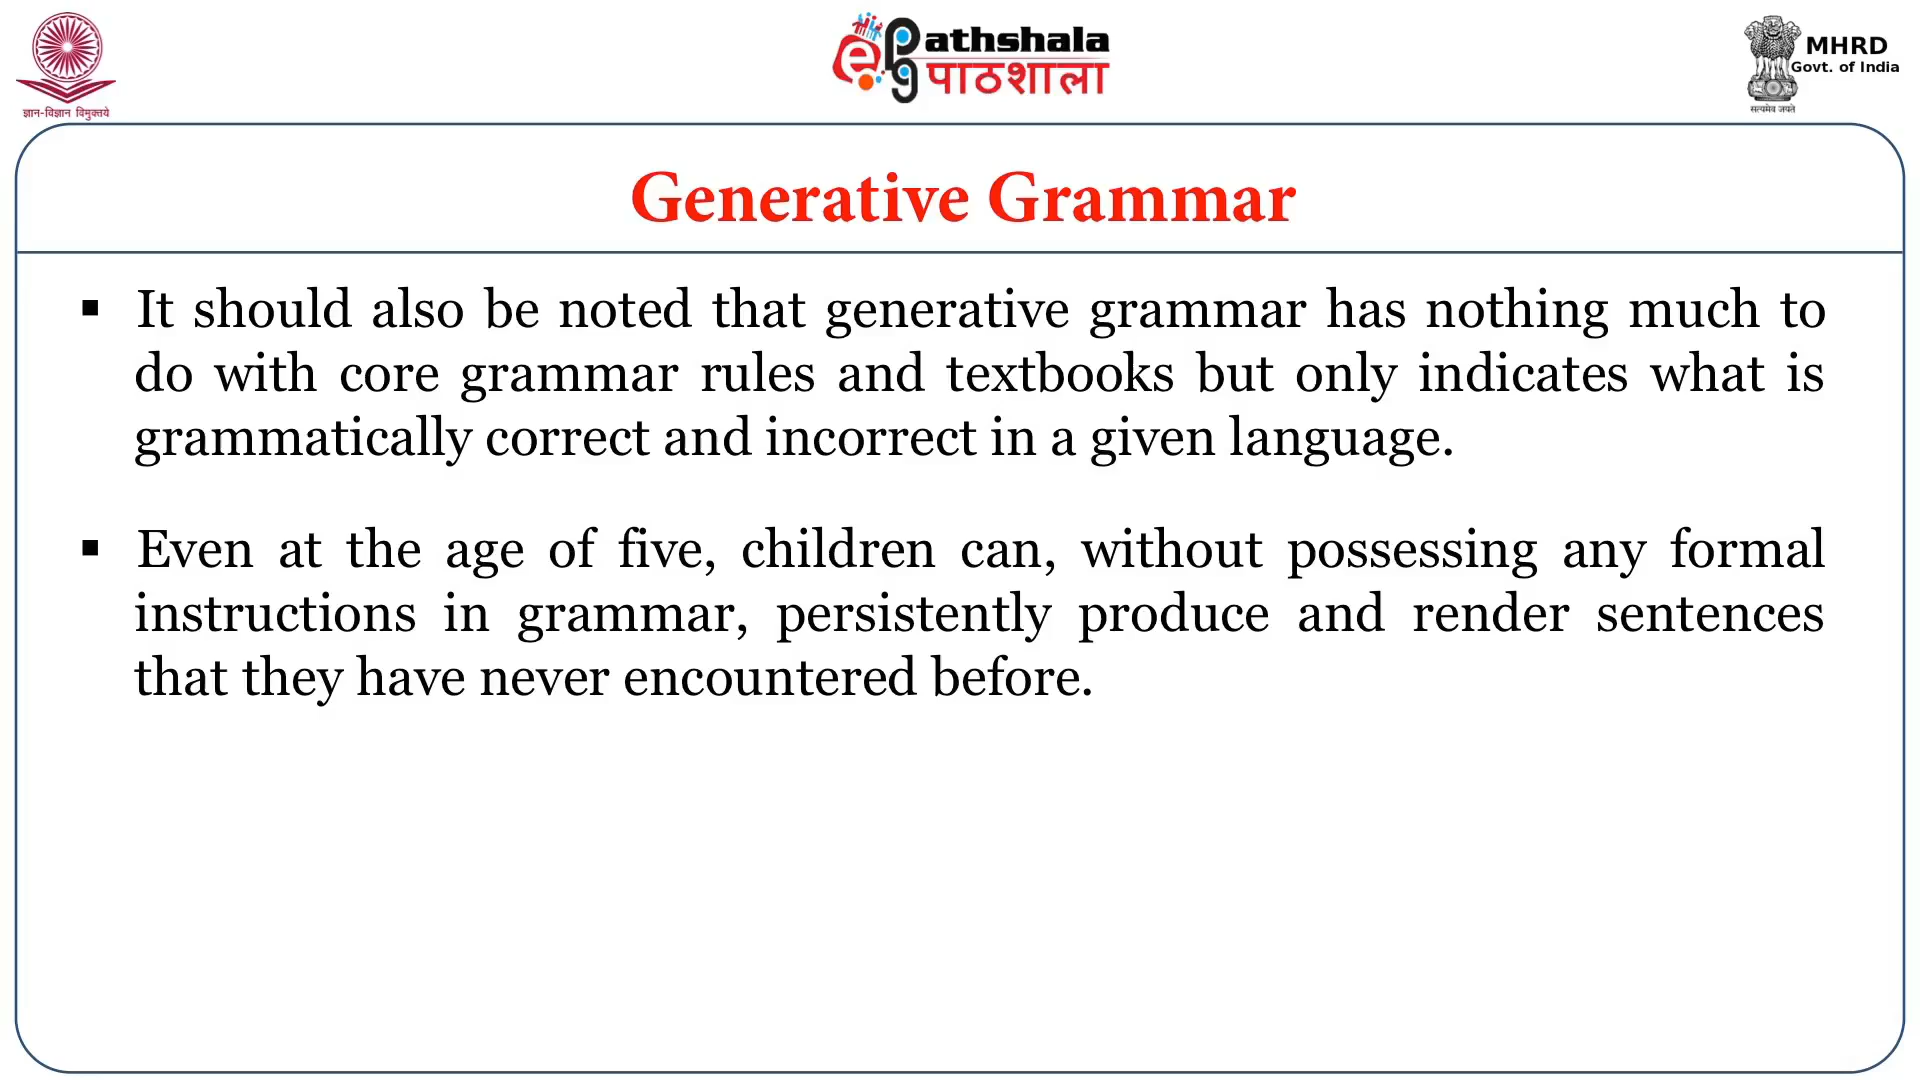 ज्ञान-विज्ञान विमुक्तये
e PG Pathshala
पाठशाला
MHRD
Govt. of India
सत्यमेव जयते
Generative Grammar
▪ It should also be noted that generative grammar has nothing much to
do with core grammar rules and textbooks but only indicates what is
grammatically correct and incorrect in a given language.
▪ Even at the age of five, children can, without possessing any formal
instructions in grammar, persistently produce and render sentences
that they have never encountered before.